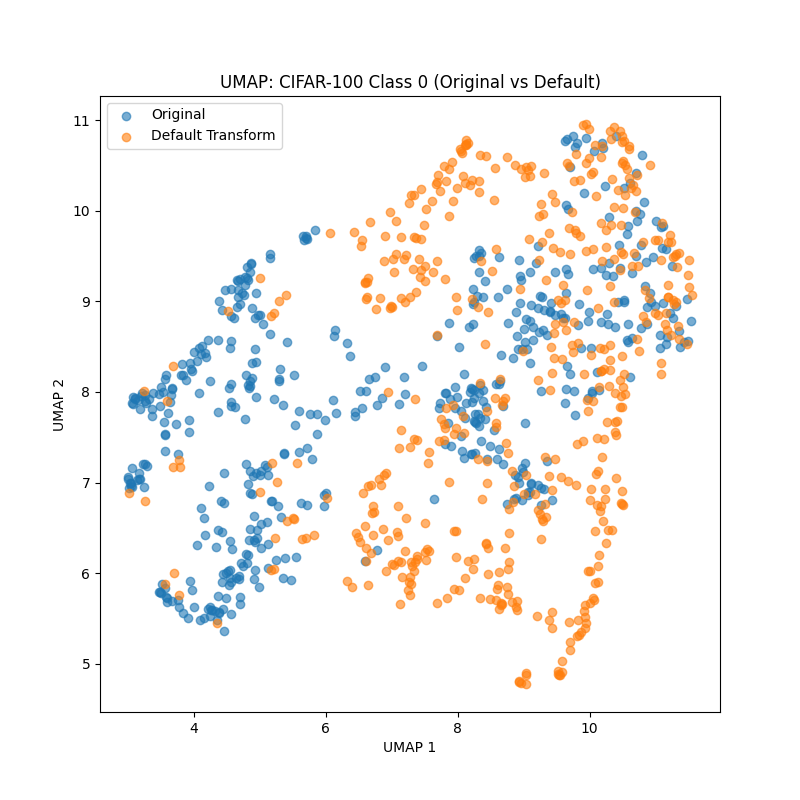 UMAP: CIFAR-100 Class 0 (Original vs Default)
Original
Default Transform
11
10
9
8
7
6
5
UMAP 2
4
6
8
10
UMAP 1